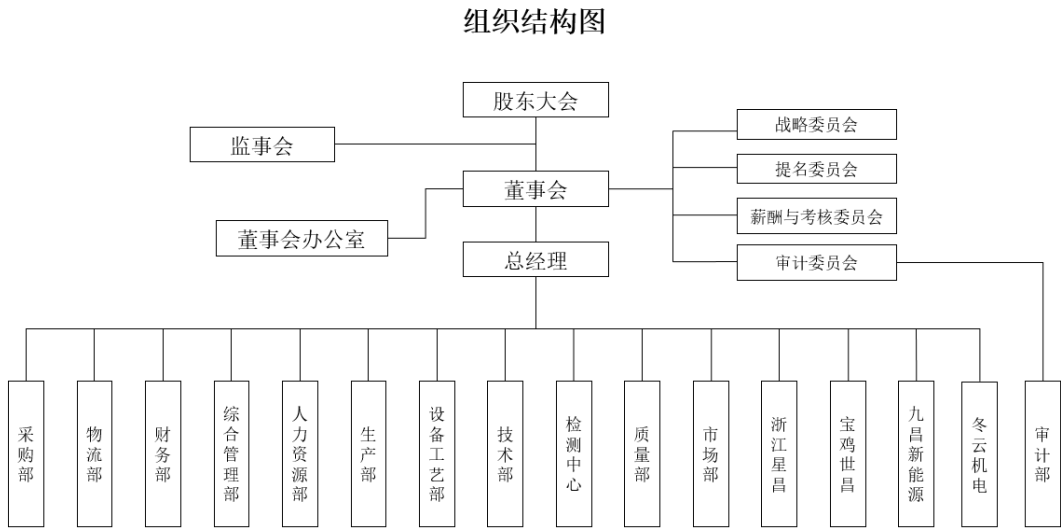 组织结构图
股东大会
战略委员会
监事会
提名委员会
董事会
薪酬与考核委员会
董事会办公室
总经理
审计委员会
采购部
物流部
财务部
综合管理部
人力资源部
生产部
设备工艺部
技术部
检测中心
质量部
市场部
浙江星昌
宝鸡世昌
九昌新能源
冬云机电
审计部